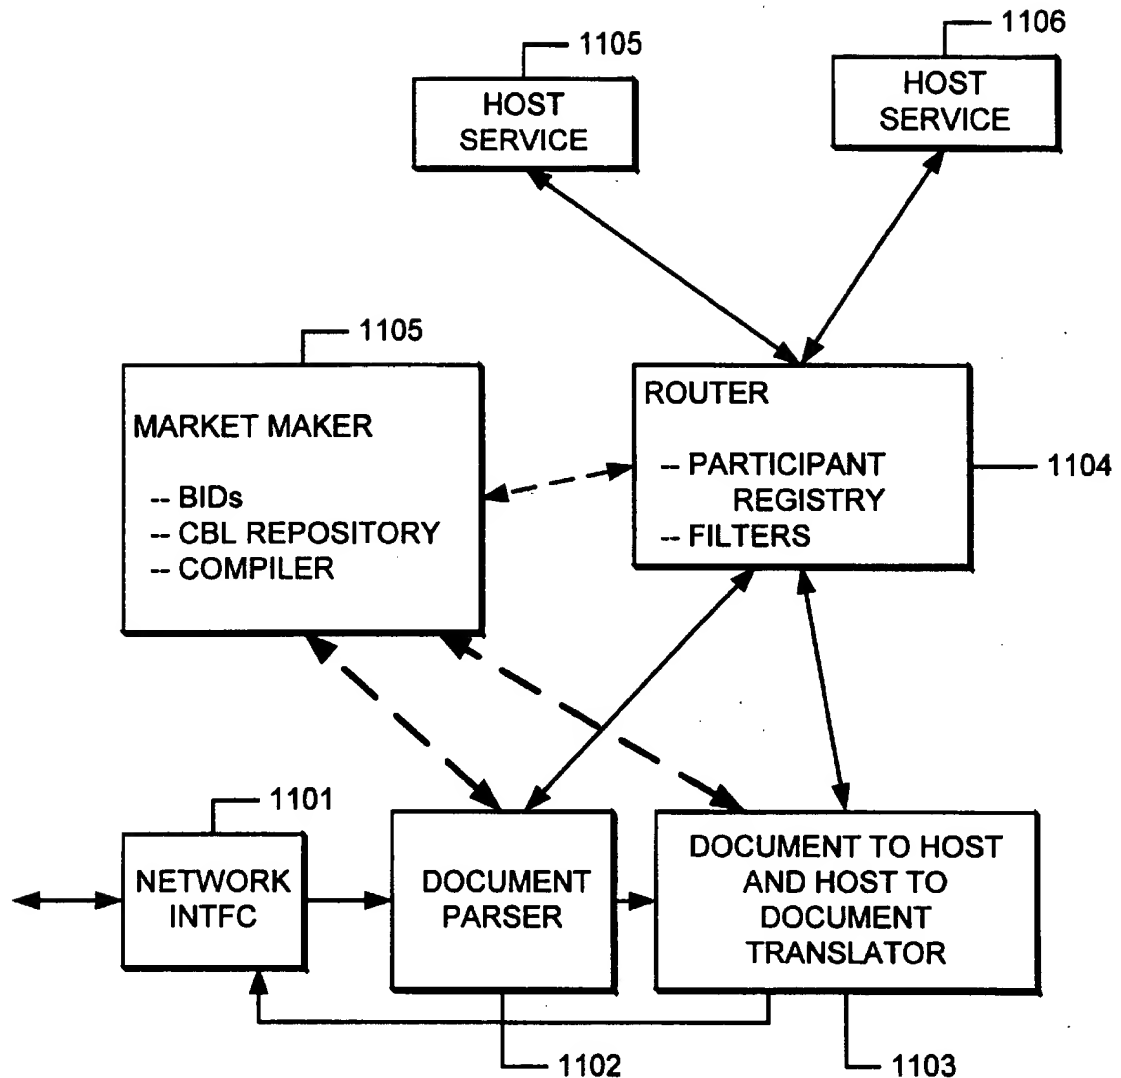 1105
1106
HOST
SERVICE
HOST
SERVICE
1105
MARKET MAKER
-- BIDs
-- CBL REPOSITORY
-- COMPILER
ROUTER
-- PARTICIPANT
REGISTRY
-- FILTERS
1104
1101
NETWORK
INTFC
DOCUMENT
PARSER
DOCUMENT TO HOST
AND HOST TO
DOCUMENT
TRANSLATOR
1102
1103